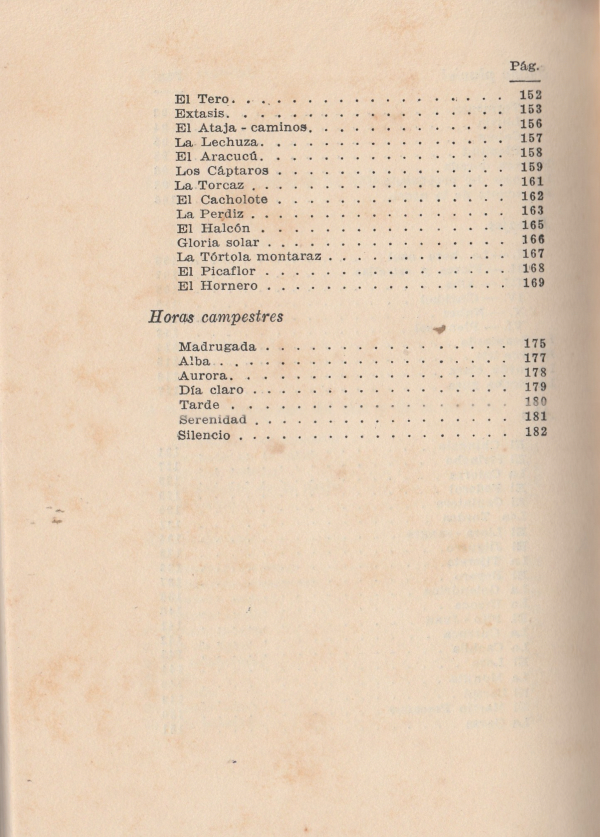 Pág.
El Tero. . . . . . . . . . . . . . . . . . 152
Extasis. . . . . . . . . . . . . . . . . . 153
El Ataja - caminos. . . . . . . . . . . . . 156
La Lechuza. . . . . . . . . . . . . . . . 157
El Aracucú. . . . . . . . . . . . . . . . 158
Los Cáptaros . . . . . . . . . . . . . . . 159
La Torcaz . . . . . . . . . . . . . . . . 161
El Cacholote . . . . . . . . . . . . . . . 162
La Perdiz . . . . . . . . . . . . . . . . 163
El Halcón . . . . . . . . . . . . . . . . 165
Gloria solar . . . . . . . . . . . . . . . 166
La Tórtola montaraz . . . . . . . . . . . . 167
El Picaflor . . . . . . . . . . . . . . . 168
El Hornero . . . . . . . . . . . . . . . . 169
Horas campestres
Madrugada . . . . . . . . . . . . . . . . 175
Alba . . . . . . . . . . . . . . . . . . 177
Aurora. . . . . . . . . . . . . . . . . . 178
Día claro . . . . . . . . . . . . . . . . 179
Tarde . . . . . . . . . . . . . . . . . . 180
Serenidad . . . . . . . . . . . . . . . . 181
Silencio . . . . . . . . . . . . . . . . . 182